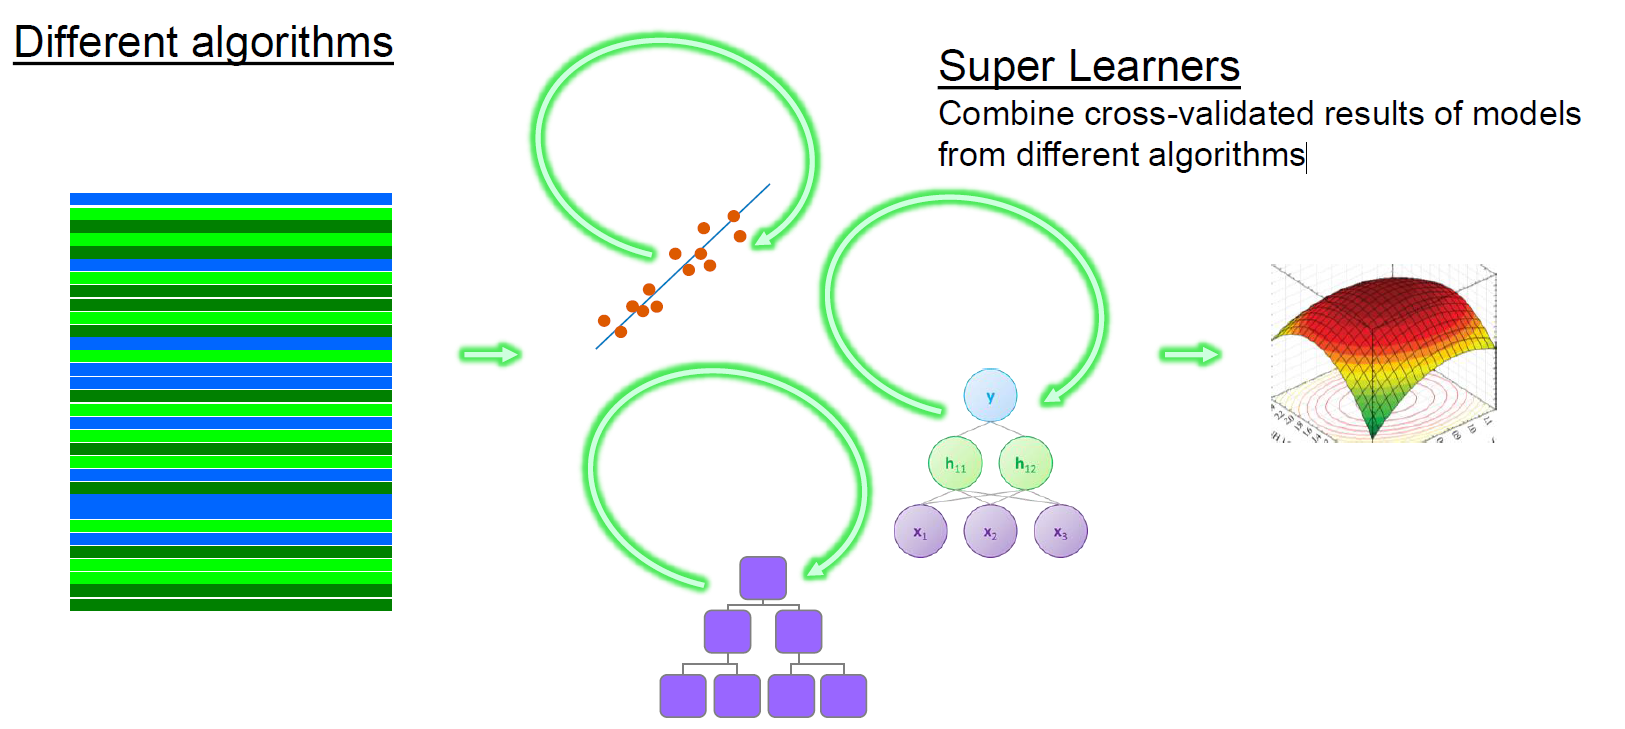 Different algorithms
Super Learners
Combine cross-validated results of models
from different algorithms
y
h11
h12
x1
x2
x3